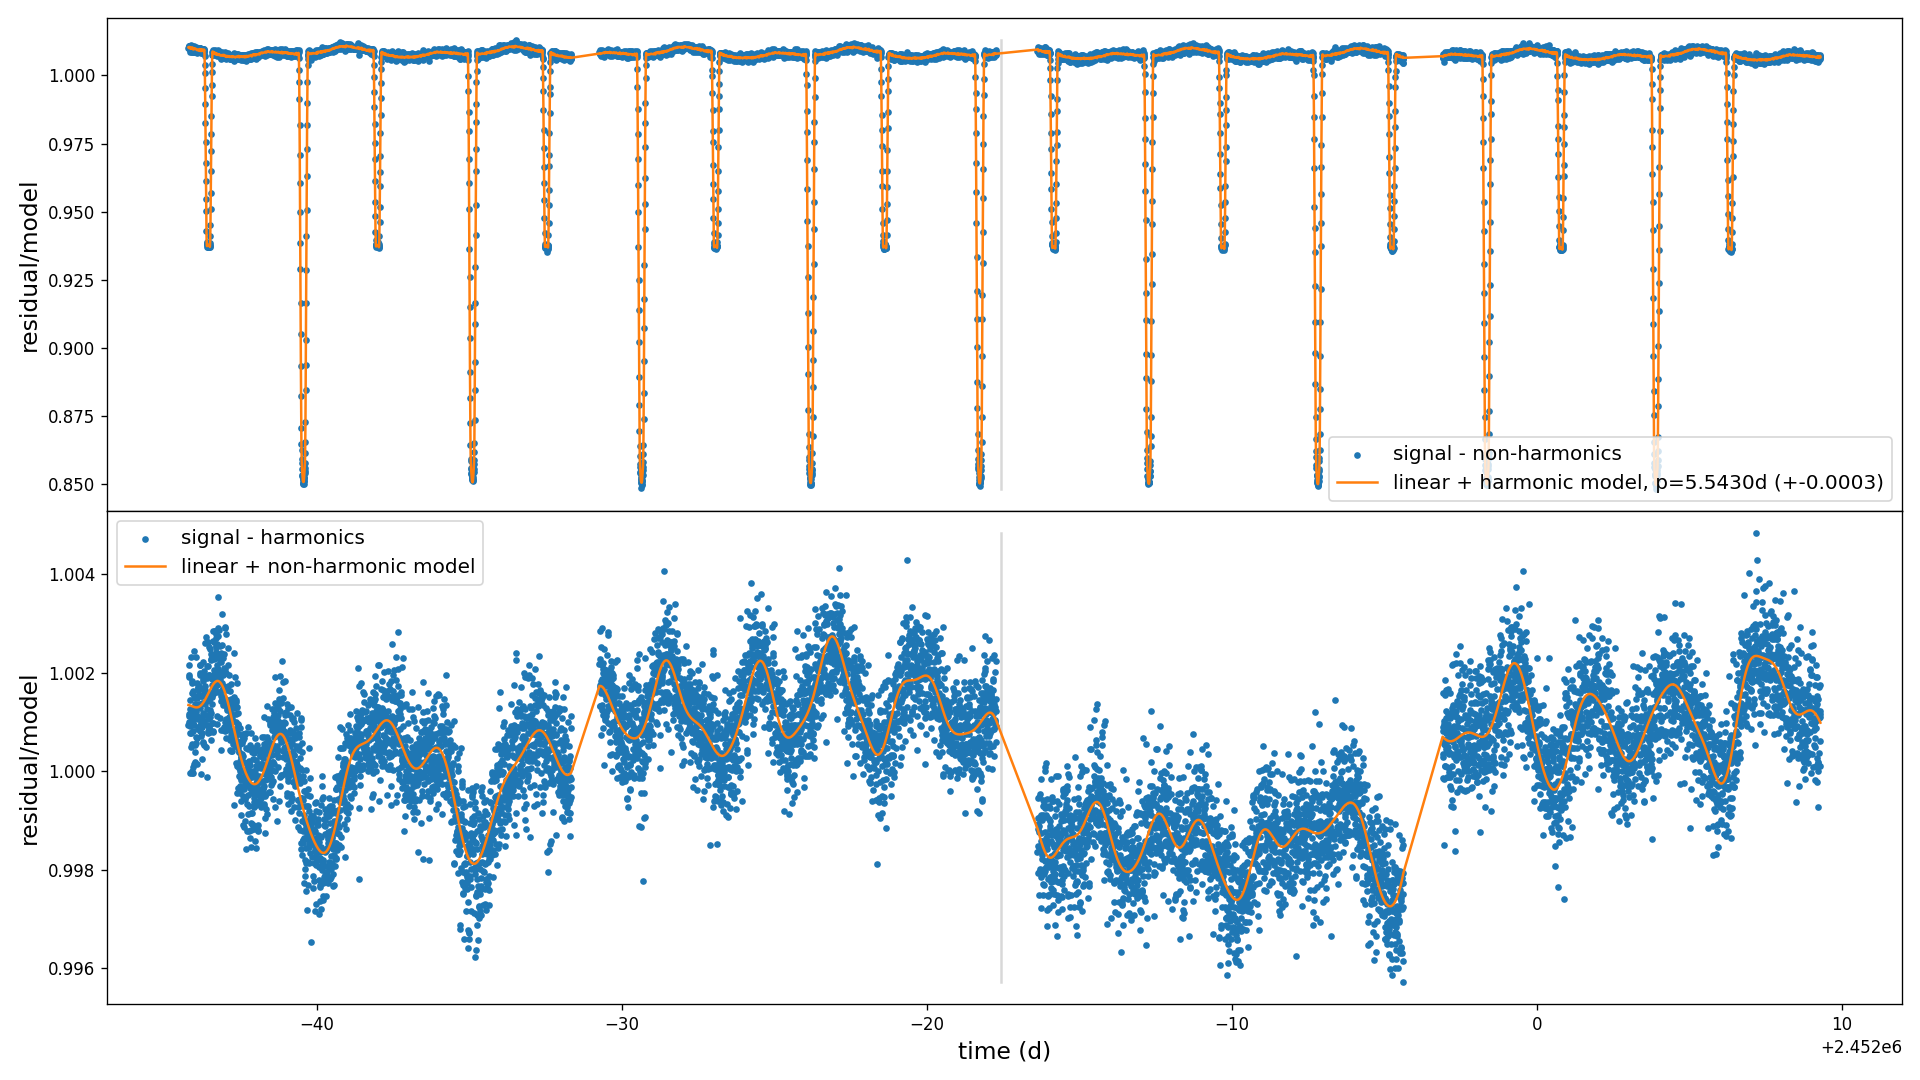 residual/model
1.000
0.975
0.950
0.925
0.900
0.875
0.850
signal - non-harmonics
linear + harmonic model, p=5.5430d (+-0.0003)
residual/model
1.004
1.002
1.000
0.998
0.996
signal - harmonics
linear + non-harmonic model
−40
−30
−20
−10
0
10
time (d)
+2.452e6